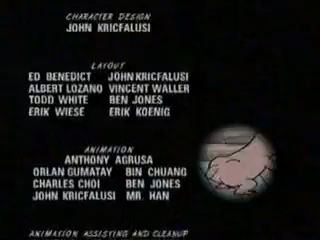 CHARACTER DESIGN
JOHN KRICFALUSI
LAYOUT
ED BENEDICT JOHN KRICFALUSI
ALBERT LOZANO VINCENT WALLER
TODD WHITE BEN JONES
ERIK WIESE ERIK KOENIG
ANIMATION
ANTHONY AGRUSA
ORLAN GUMATAY BIN CHUANG
CHARLES CHOI BEN JONES
JOHN KRICFALUSI MR. HAN
ANIMATION ASSISTING AND CLEANUP